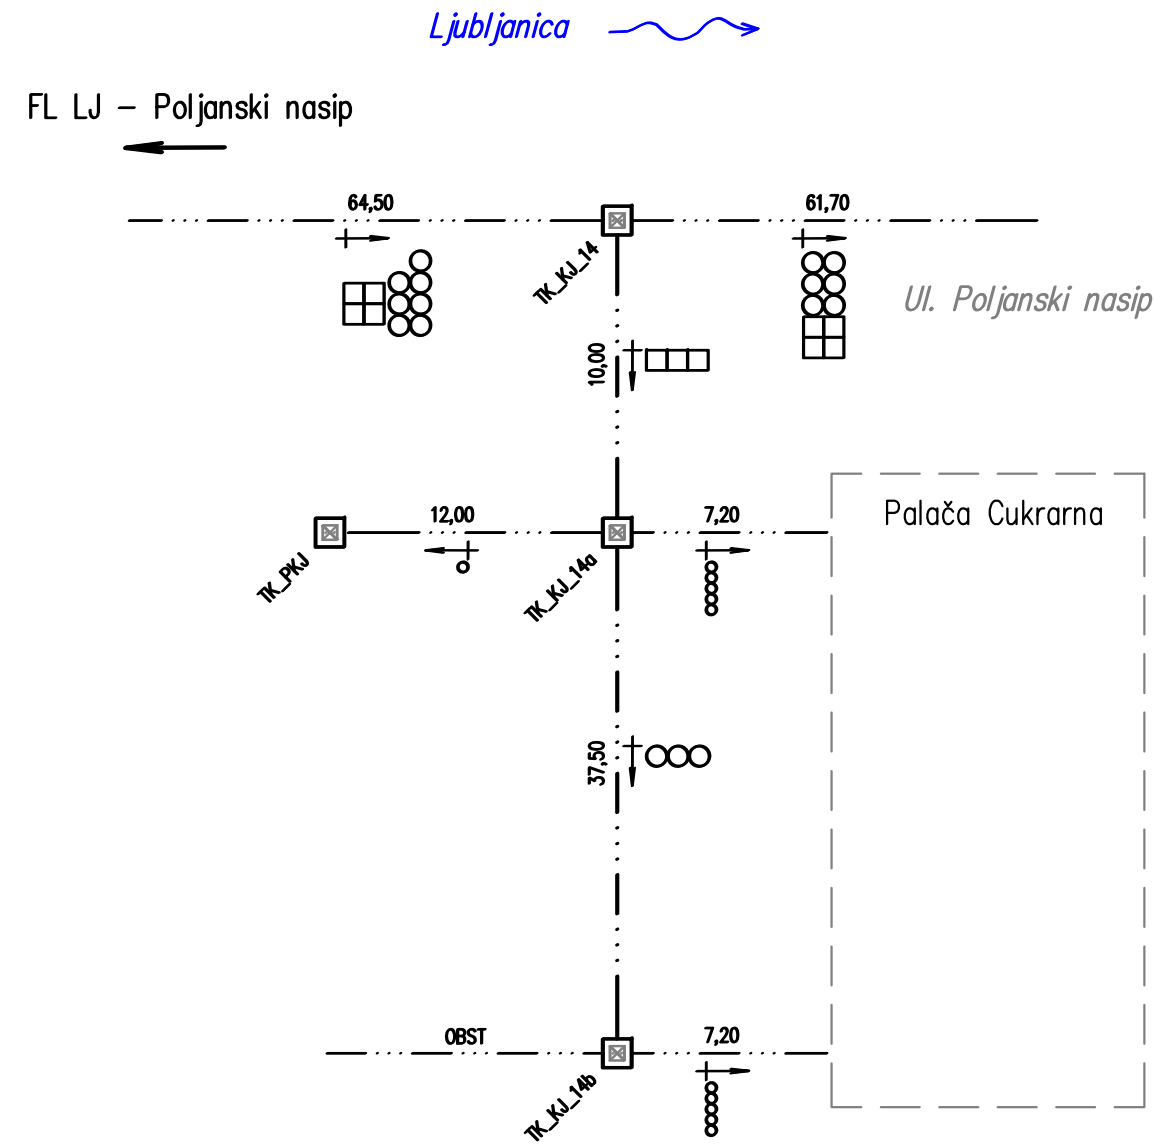 Ljubljanica
FL LJ – Poljanski nasip
64,50
61,70
TK_KJ_14
Ul. Poljanski nasip
10,00
Palača Cukrarna
12,00
7,20
TK_PKJ
TK_KJ_14a
37,50
OBST
7,20
TK_KJ_14b